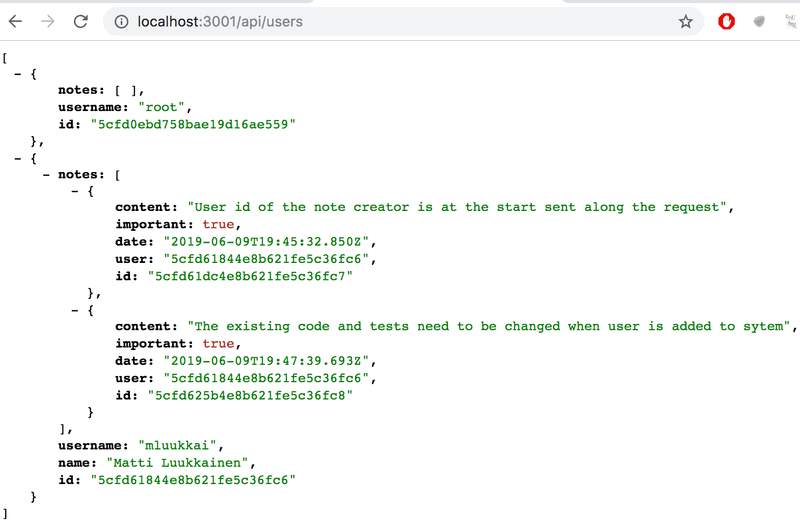 localhost:3001/api/users
[
- {
notes: [ ],
username: "root",
id: "5cfd0ebd758bae19d16ae559"
},
- {
- notes: [
- {
content: "User id of the note creator is at the start sent along the request",
important: true,
date: "2019-06-09T19:45:32.850Z",
user: "5cfd61844e8b621fe5c36fc6",
id: "5cfd61dc4e8b621fe5c36fc7"
},
- {
content: "The existing code and tests need to be changed when user is added to sytem",
important: true,
date: "2019-06-09T19:47:39.693Z",
user: "5cfd61844e8b621fe5c36fc6",
id: "5cfd625b4e8b621fe5c36fc8"
}
],
username: "mluukkai",
name: "Matti Luukkainen",
id: "5cfd61844e8b621fe5c36fc6"
}
]